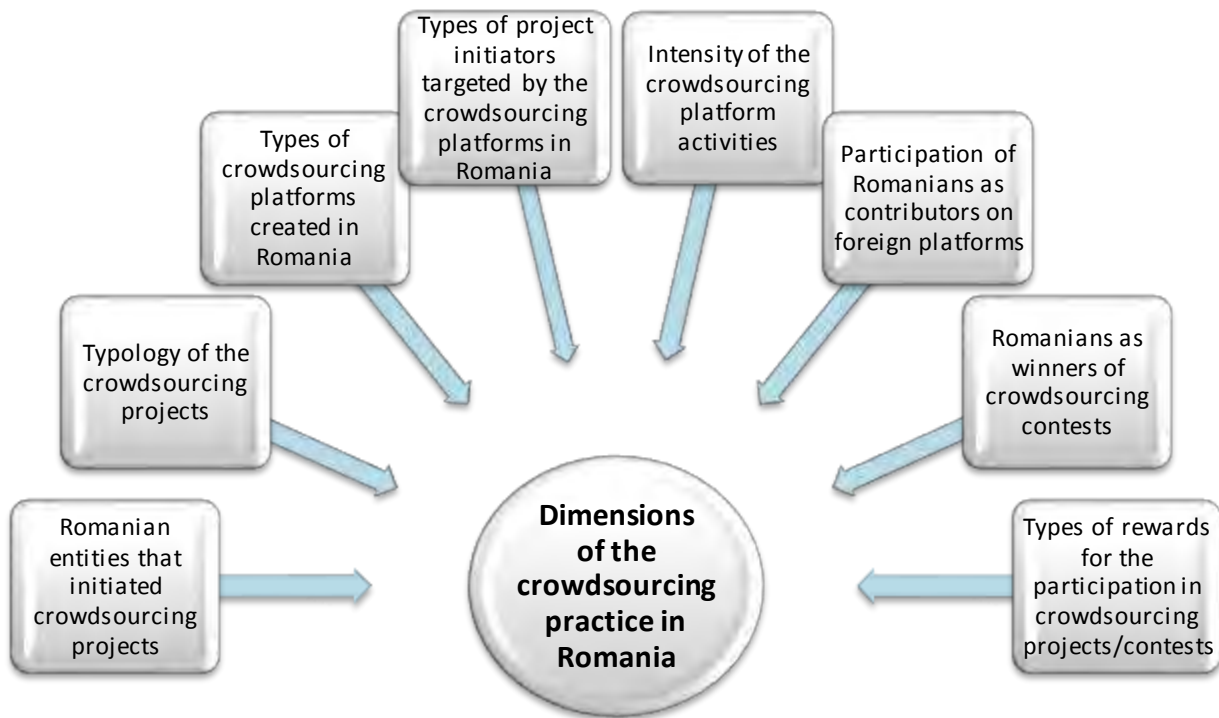 Types of project
initiators
targeted by the
crowdsourcing
platforms in
Romania
Intensity of the
crowdsourcing
platform
activities
Types of
crowdsourcing
platforms
created in
Romania
Participation of
Romanians as
contributors on
foreign platforms
Typology of the
crowdsourcing
projects
Romanians as
winners of
crowdsourcing
contests
Romanian
entities that
initiated
crowdsourcing
projects
Dimensions
of the
crowdsourcing
practice in
Romania
Types of rewards
for the
participation in
crowdsourcing
projects/contests